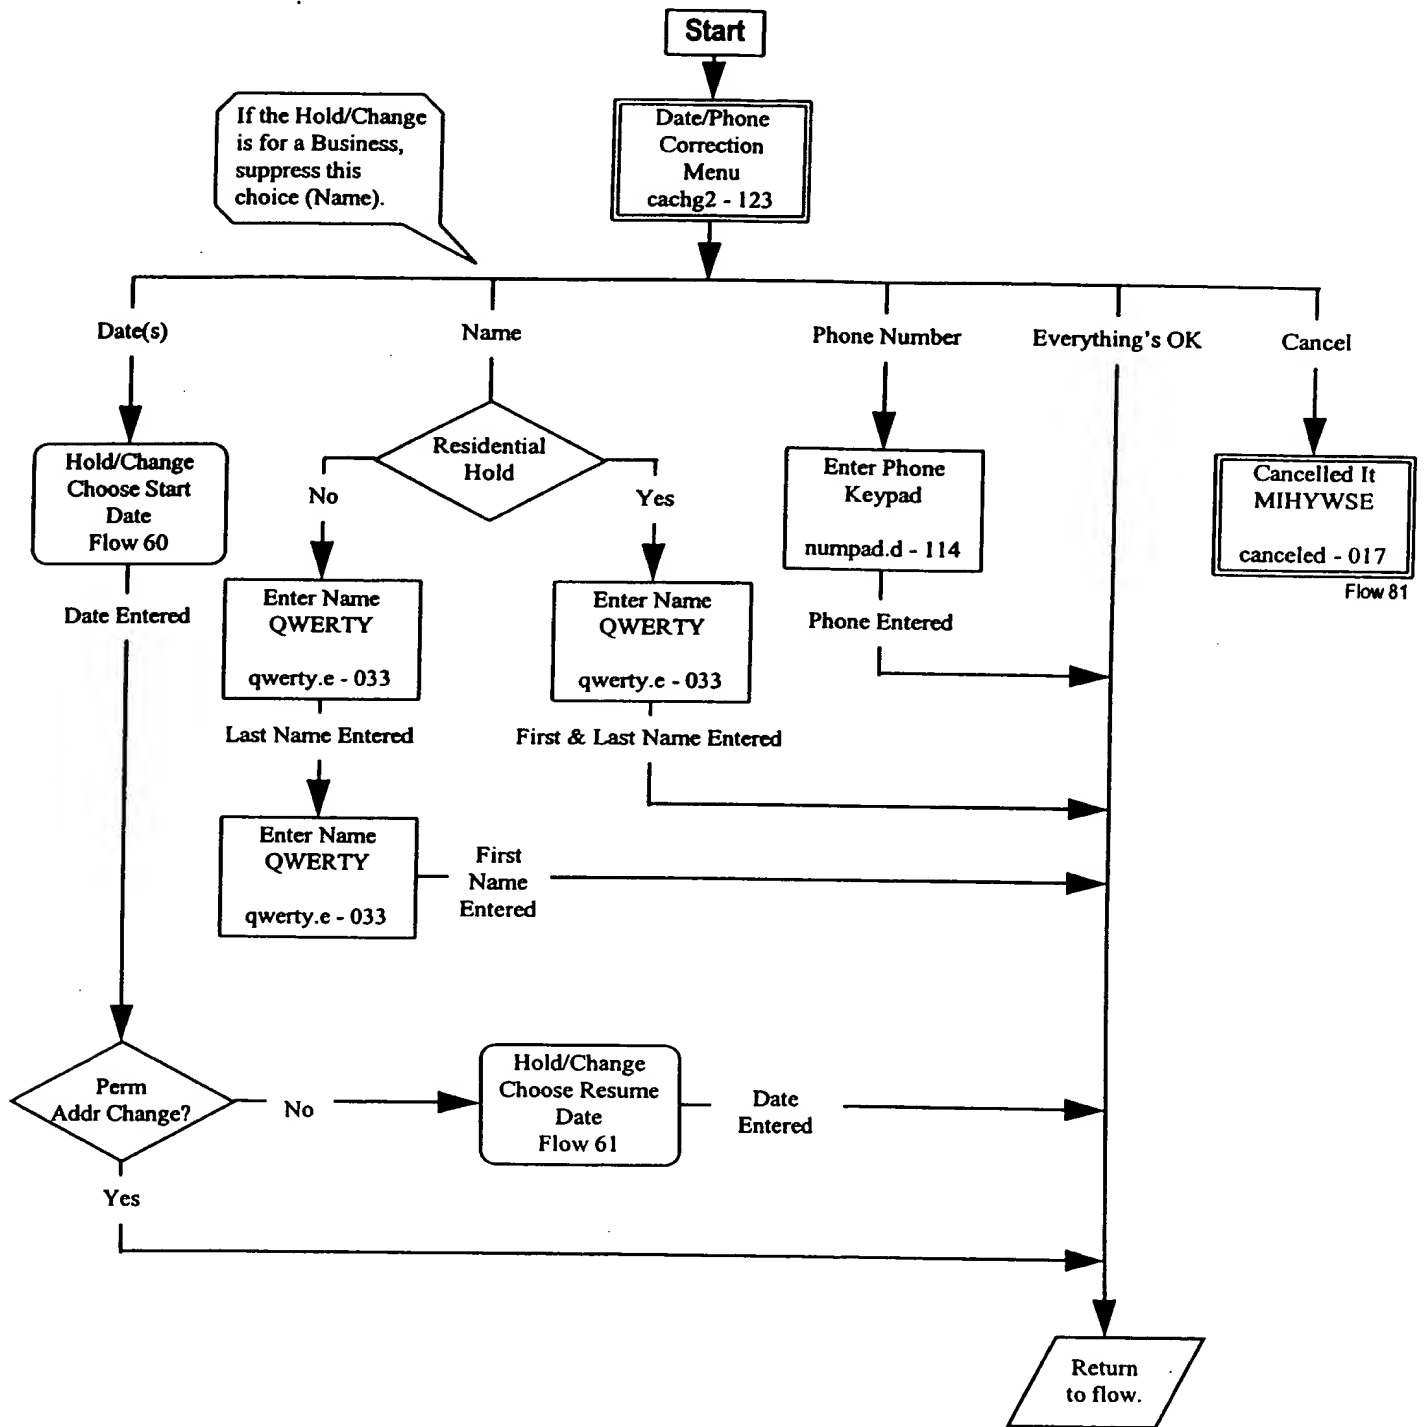 Start
Date/Phone
Correction
Menu
cachg2 - 123
If the Hold/Change
is for a Business,
suppress this
choice (Name).
Date(s)
Name
Phone Number
Everything's OK
Cancel
Hold/Change
Choose Start
Date
Flow 60
Residential
Hold
No
Yes
Enter Phone
Keypad
numpad.d - 114
Cancelled It
MIHYWSE
canceled - 017
Flow 81
Date Entered
Enter Name
QWERTY
qwerty.e - 033
Enter Name
QWERTY
qwerty.e - 033
Phone Entered
Last Name Entered
First & Last Name Entered
Enter Name
QWERTY
qwerty.e - 033
First
Name
Entered
Perm
Addr Change?
No
Hold/Change
Choose Resume
Date
Flow 61
Date
Entered
Yes
Return
to flow.